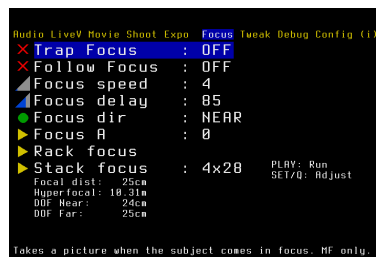 Audio LiveV Movie Shoot Expo Focus Tweak Debug Config (i)
Trap Focus : OFF
Follow Focus : OFF
Focus speed : 4
Focus delay : 85
Focus dir : NEAR
Focus A : 0
Rack focus
Stack focus : 4x28
PLAY: Run
SET/Q: Adjust
Focal dist: 25cm
Hyperfocal: 10.31m
DOF Near: 24cm
DOF Far: 25cm
Takes a picture when the subject comes in focus. MF only.